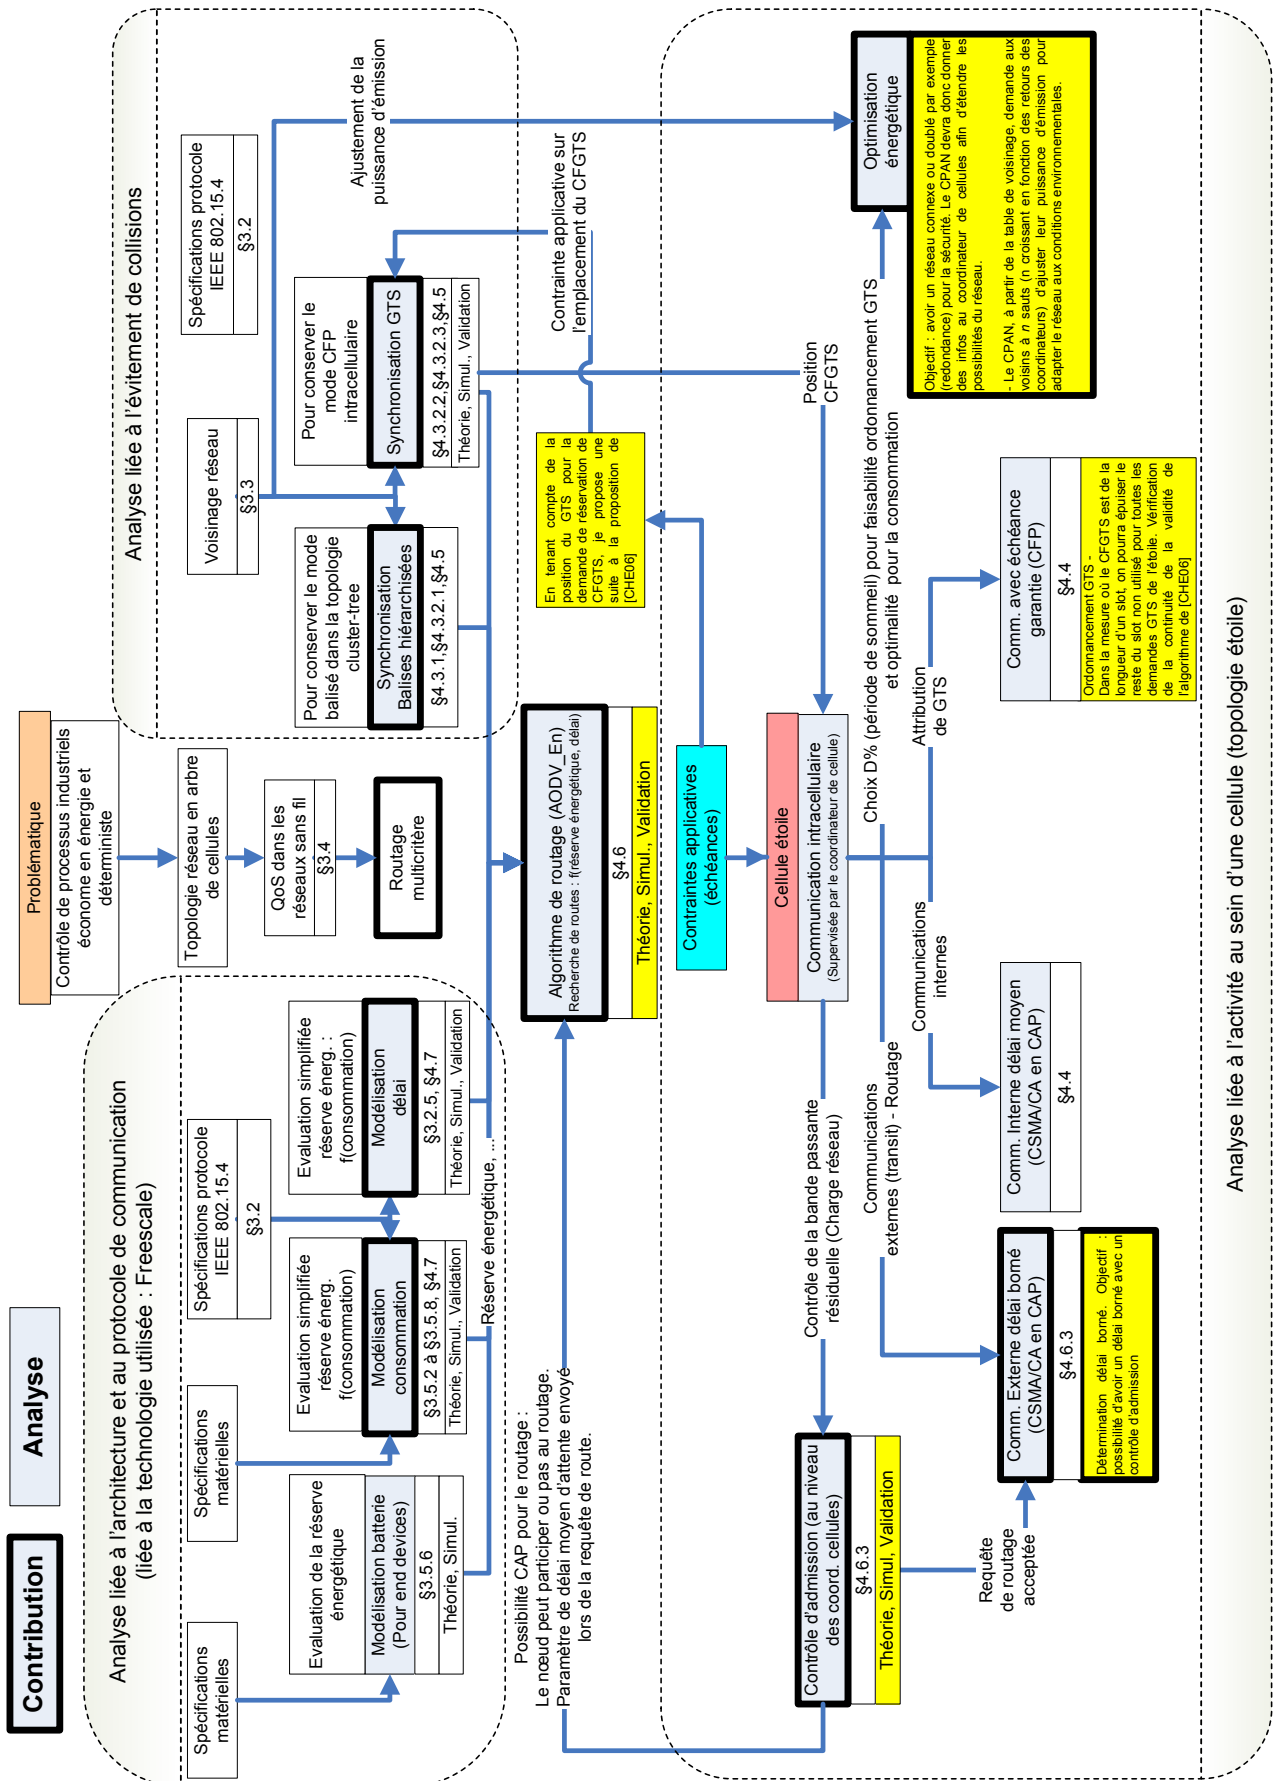 Contribution
Analyse
Analyse liée à l'architecture et au protocole de communication
(liée à la technologie utilisée : Freescale)
Spécifications
matérielles
Spécifications
matérielles
Spécifications protocole
IEEE 802.15.4
§3.2
Evaluation de la réserve
énergétique
Modélisation batterie
(Pour end devices)
§3.5.6
Théorie, Simul.
Evaluation simplifiée
réserve énerg.
f(consommation)
Modélisation
consommation
§3.5.2 à §3.5.8, §4.7
Théorie, Simul., Validation
Evaluation simplifiée
réserve énerg. :
f(consommation)
Modélisation
délai
§3.2.5, §4.7
Théorie, Simul., Validation
Réserve énergétique, ...
Problématique
Contrôle de processus industriels
économe en énergie et
déterministe
Topologie réseau en arbre
de cellules
QoS dans les
réseaux sans fil
§3.4
Routage
multicritère
Analyse liée à l'évitement de collisions
Voisinage réseau
§3.3
Spécifications protocole
IEEE 802.15.4
§3.2
Pour conserver le mode
balisé dans la topologie
cluster-tree
Synchronisation
Balises hiérarchisées
§4.3.1,§4.3.2.1,§4.5
Pour conserver le
mode CFP
intracellulaire
Synchronisation GTS
§4.3.2.2,§4.3.2.3,§4.5
Théorie, Simul., Validation
Ajustement de la
puissance d'émission
Possibilité CAP pour le routage :
Le nœud peut participer ou pas au routage.
Paramètre de délai moyen d'attente envoyé
lors de la requête de route.
Algorithme de routage (AODV_En)
Recherche de routes : f(réserve énergétique, délai)
§4.6
Théorie, Simul., Validation
En tenant compte de la
position du GTS pour la
demande de réservation de
CFGTS, je propose une
suite à la proposition de
[CHE06]
Contrainte applicative sur
l'emplacement du CFGTS
Contraintes applicatives
(échéances)
Cellule étoile
Communication intracellulaire
(Supervisée par le coordinateur de cellule)
Position
CFGTS
Contrôle de la bande passante
résiduelle (Charge réseau)
Contrôle d'admission (au niveau
des coord. cellules)
§4.6.3
Théorie, Simul, Validation
Choix D% (période de sommeil) pour faisabilité ordonnancement GTS
et optimalité pour la consommation
Optimisation
énergétique
Objectif : avoir un réseau connexe ou doublé par exemple
(redondance) pour la sécurité. Le CPAN devra donc donner
des infos au coordinateur de cellules afin d'étendre les
possibilités du réseau.
- Le CPAN, à partir de la table de voisinage, demande aux
voisins à n sauts (n croissant en fonction des retours des
coordinateurs) d'ajuster leur puissance d'émission pour
adapter le réseau aux conditions environnementales.
Communications
externes (transit) - Routage
Communications
internes
Attribution
de GTS
Requête
de routage
acceptée
Comm. Externe délai borné
(CSMA/CA en CAP)
§4.6.3
Détermination délai borné. Objectif :
possibilité d'avoir un délai borné avec un
contrôle d'admission
Comm. Interne délai moyen
(CSMA/CA en CAP)
§4.4
Comm. avec échéance
garantie (CFP)
§4.4
Ordonnancement GTS -
Dans la mesure où le CFGTS est de la
longueur d'un slot, on pourra épuiser le
reste du slot non utilisé pour toutes les
demandes GTS de l'étoile. Vérification
de la continuité de la validité de
l'algorithme de [CHE06]
Analyse liée à l'activité au sein d'une cellule (topologie étoile)